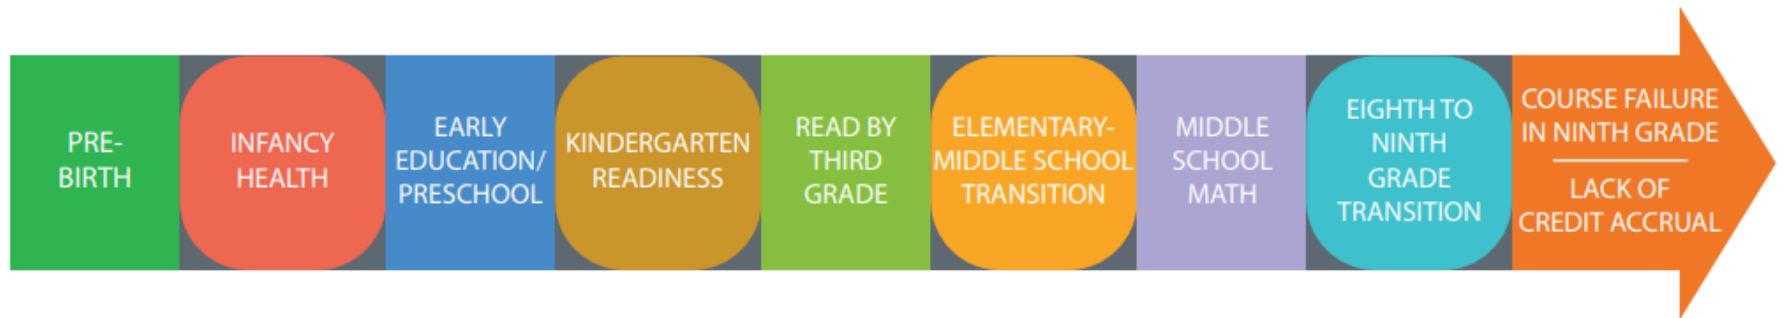 PRE-
BIRTH
INFANCY
HEALTH
EARLY
EDUCATION/
PRESCHOOL
KINDERGARTEN
READINESS
READ BY
THIRD
GRADE
ELEMENTARY-
MIDDLE SCHOOL
TRANSITION
MIDDLE
SCHOOL
MATH
EIGHTH TO
NINTH
GRADE
TRANSITION
COURSE FAILURE
IN NINTH GRADE
LACK OF
CREDIT ACCRUAL